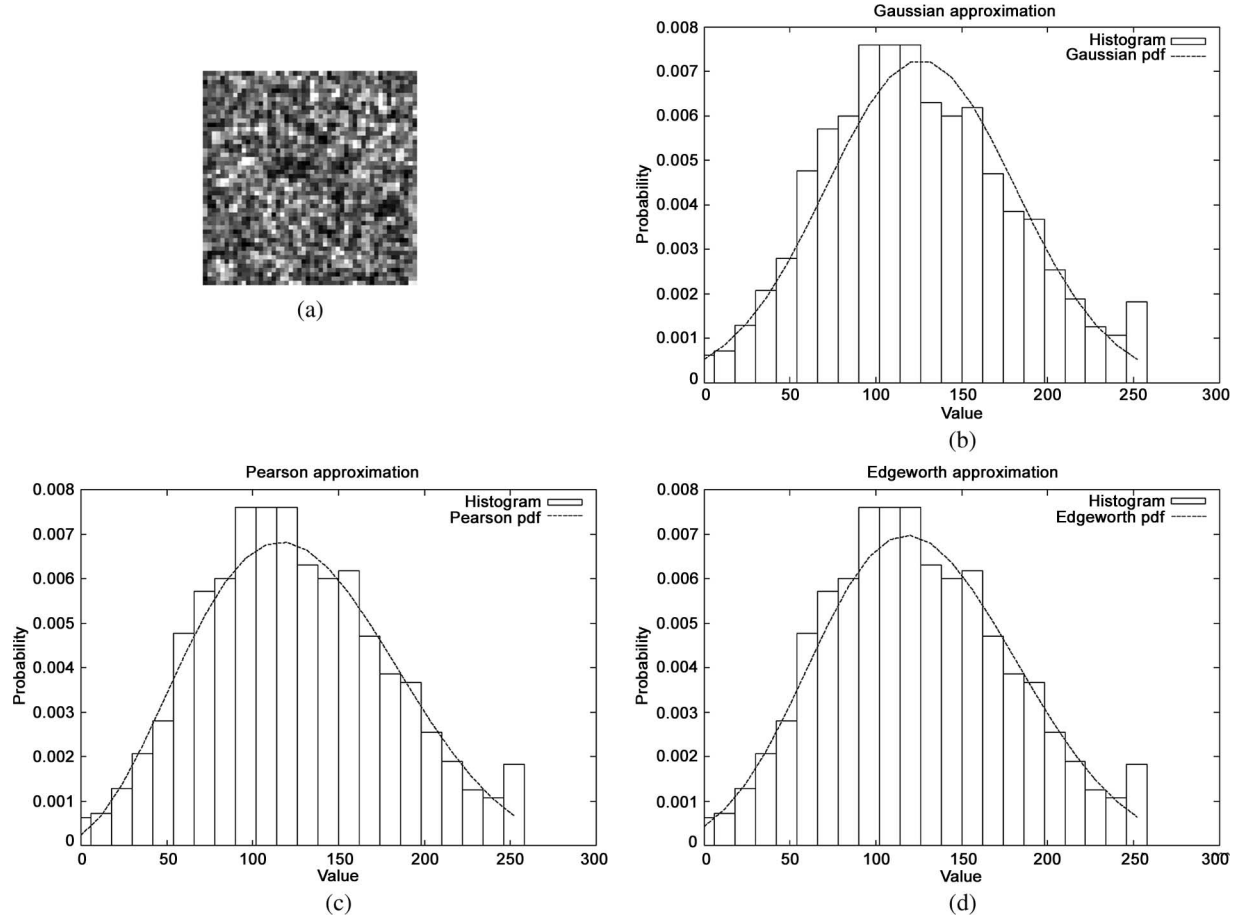 (a)
Gaussian approximation
Histogram
Gaussian pdf
Probability
0.008
0.007
0.006
0.005
0.004
0.003
0.002
0.001
0
0 50 100 150 200 250 300
Value
(b)
Pearson approximation
Histogram
Pearson pdf
Probability
0.008
0.007
0.006
0.005
0.004
0.003
0.002
0.001
0
0 50 100 150 200 250 300
Value
(c)
Edgeworth approximation
Histogram
Edgeworth pdf
Probability
0.008
0.007
0.006
0.005
0.004
0.003
0.002
0.001
0
0 50 100 150 200 250 300
Value
(d)